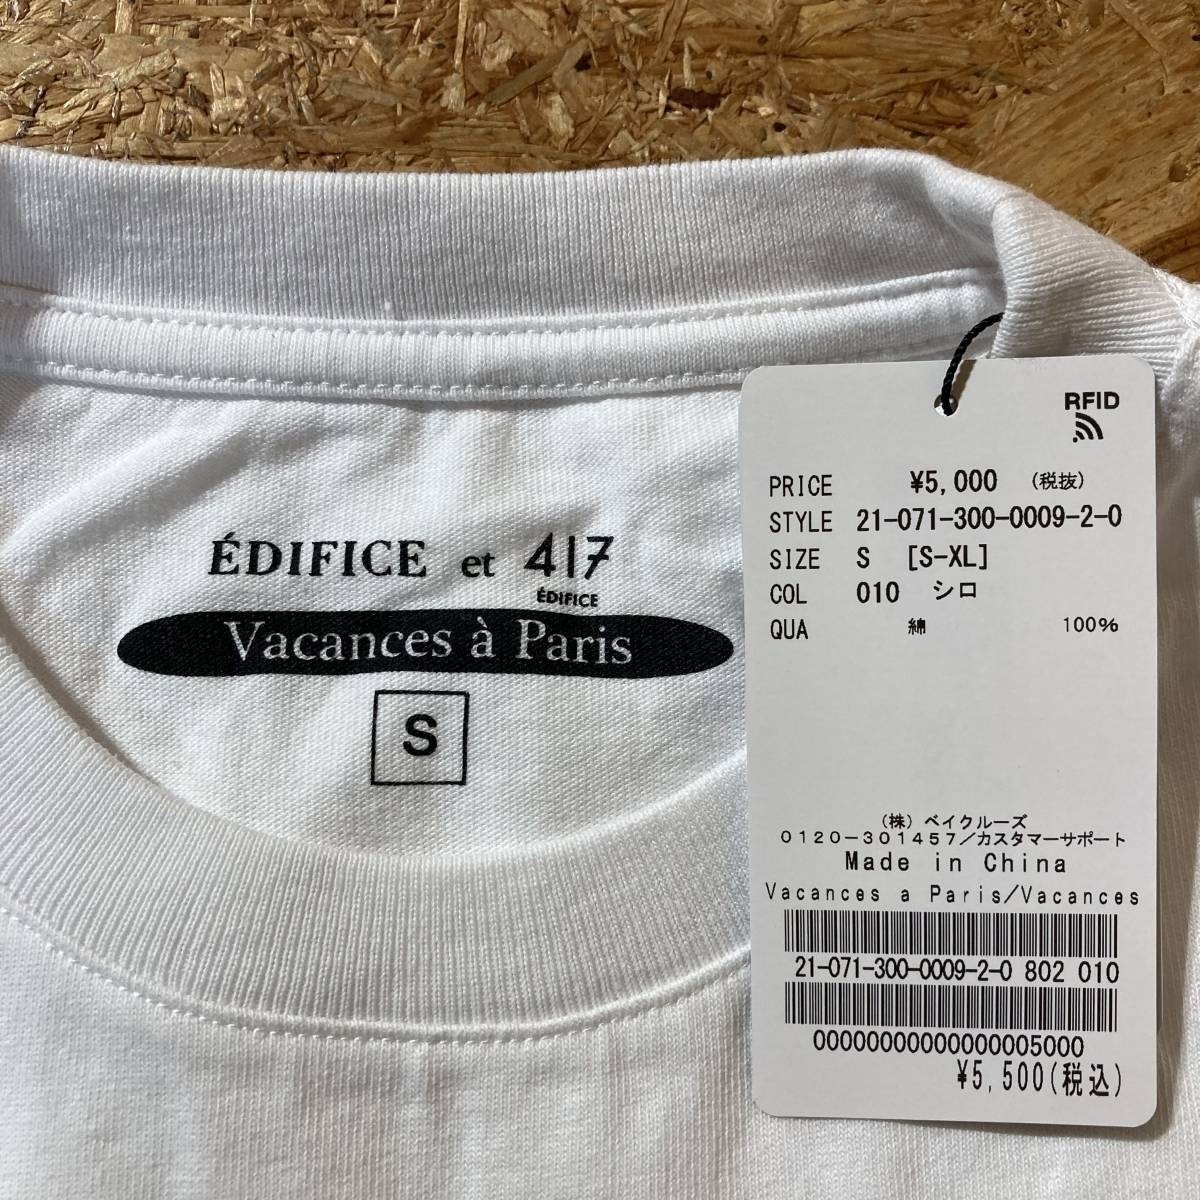 ÉDIFICE et 417
ÉDIFICE
Vacances à Paris
S
RFID
PRICE ¥5,000 (税抜)
STYLE 21-071-300-0009-2-0
SIZE S [S-XL]
COL 010 シロ
QUA 綿 100%
(株)ベイクルーズ
0120-301457/カスタマーサポート
Made in China
Vacances a Paris/Vacances
21-071-300-0009-2-0 802 010
00000000000000005000
¥5,500(税込)